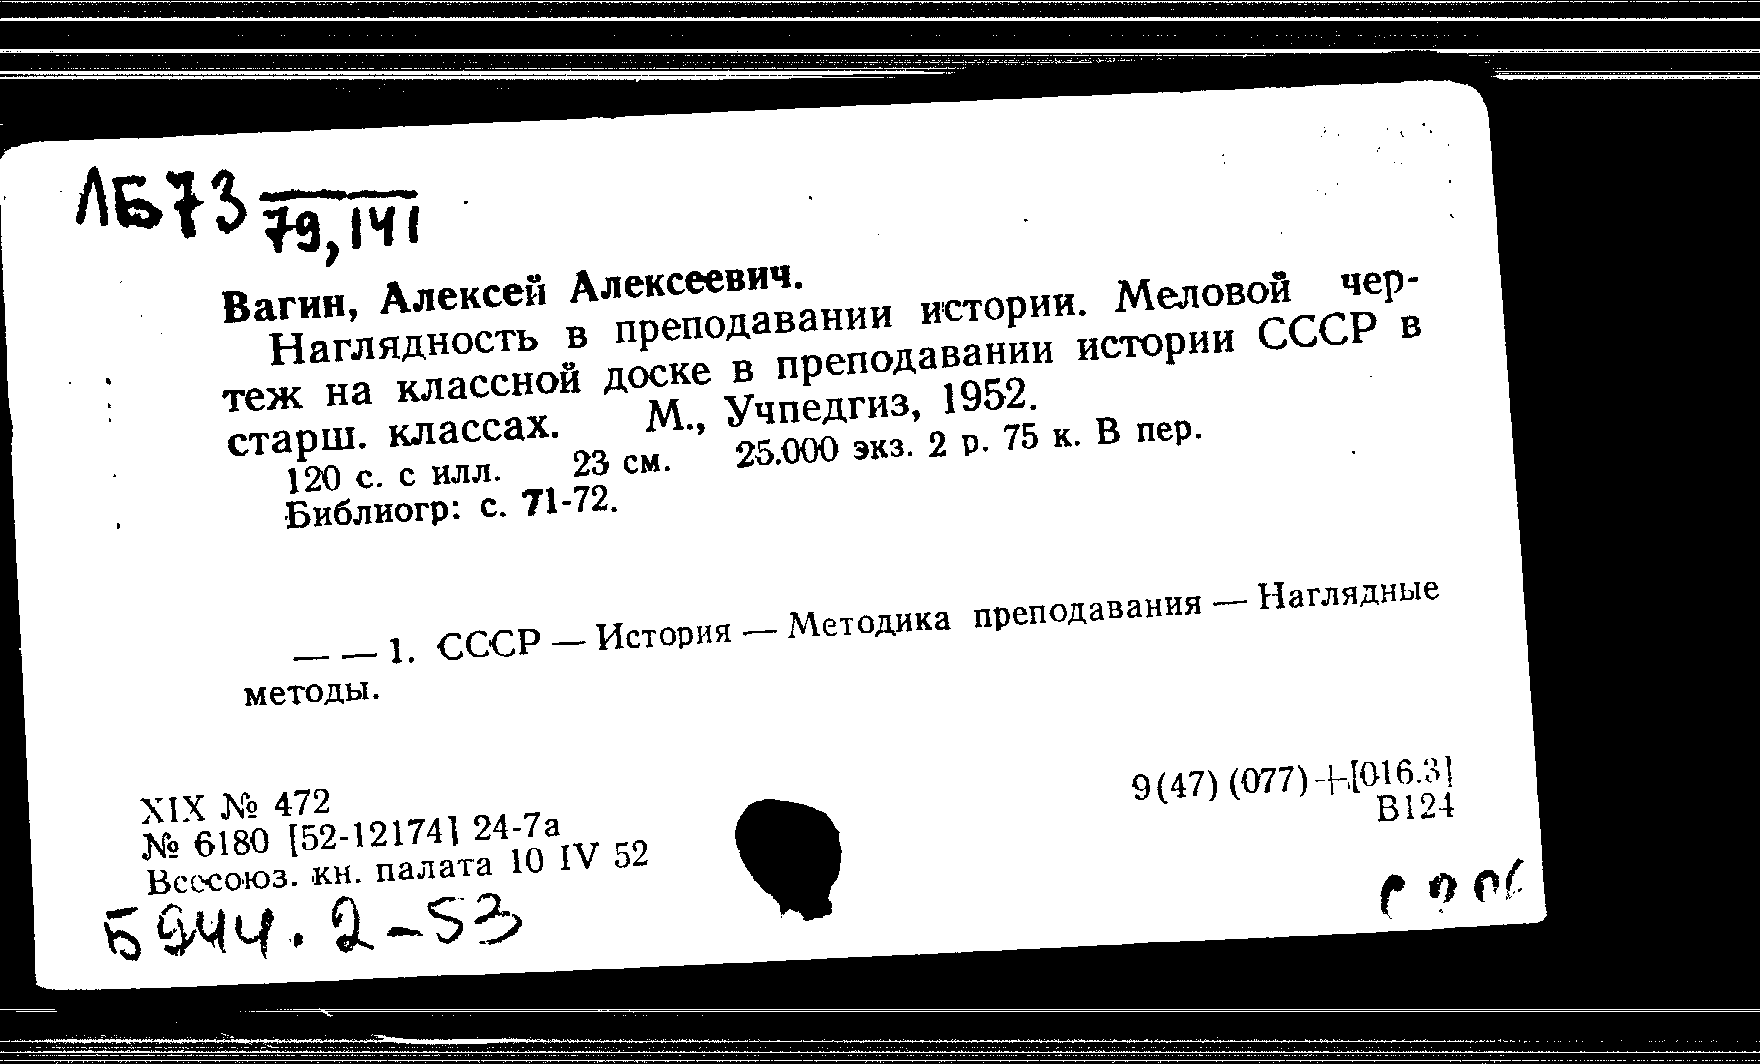 ЛБ73
79,141
Вагин, Алексей Алексеевич.
Наглядность в преподавании истории. Меловой чер-
теж на классной доске в преподавании истории СССР в
старш. классах. М., Учпедгиз, 1952.
120 с. с илл. 23 см. 25.000 экз. 2 р. 75 к. В пер.
Библиогр: с. 71-72.
— — 1. СССР — История — Методика преподавания — Наглядные
методы.
9(47) (077)+[016.3]
В124
XIX № 472
№ 6180 [52-12174] 24-7а
Всесоюз. кн. палата 10 IV 52
Б944.2-53